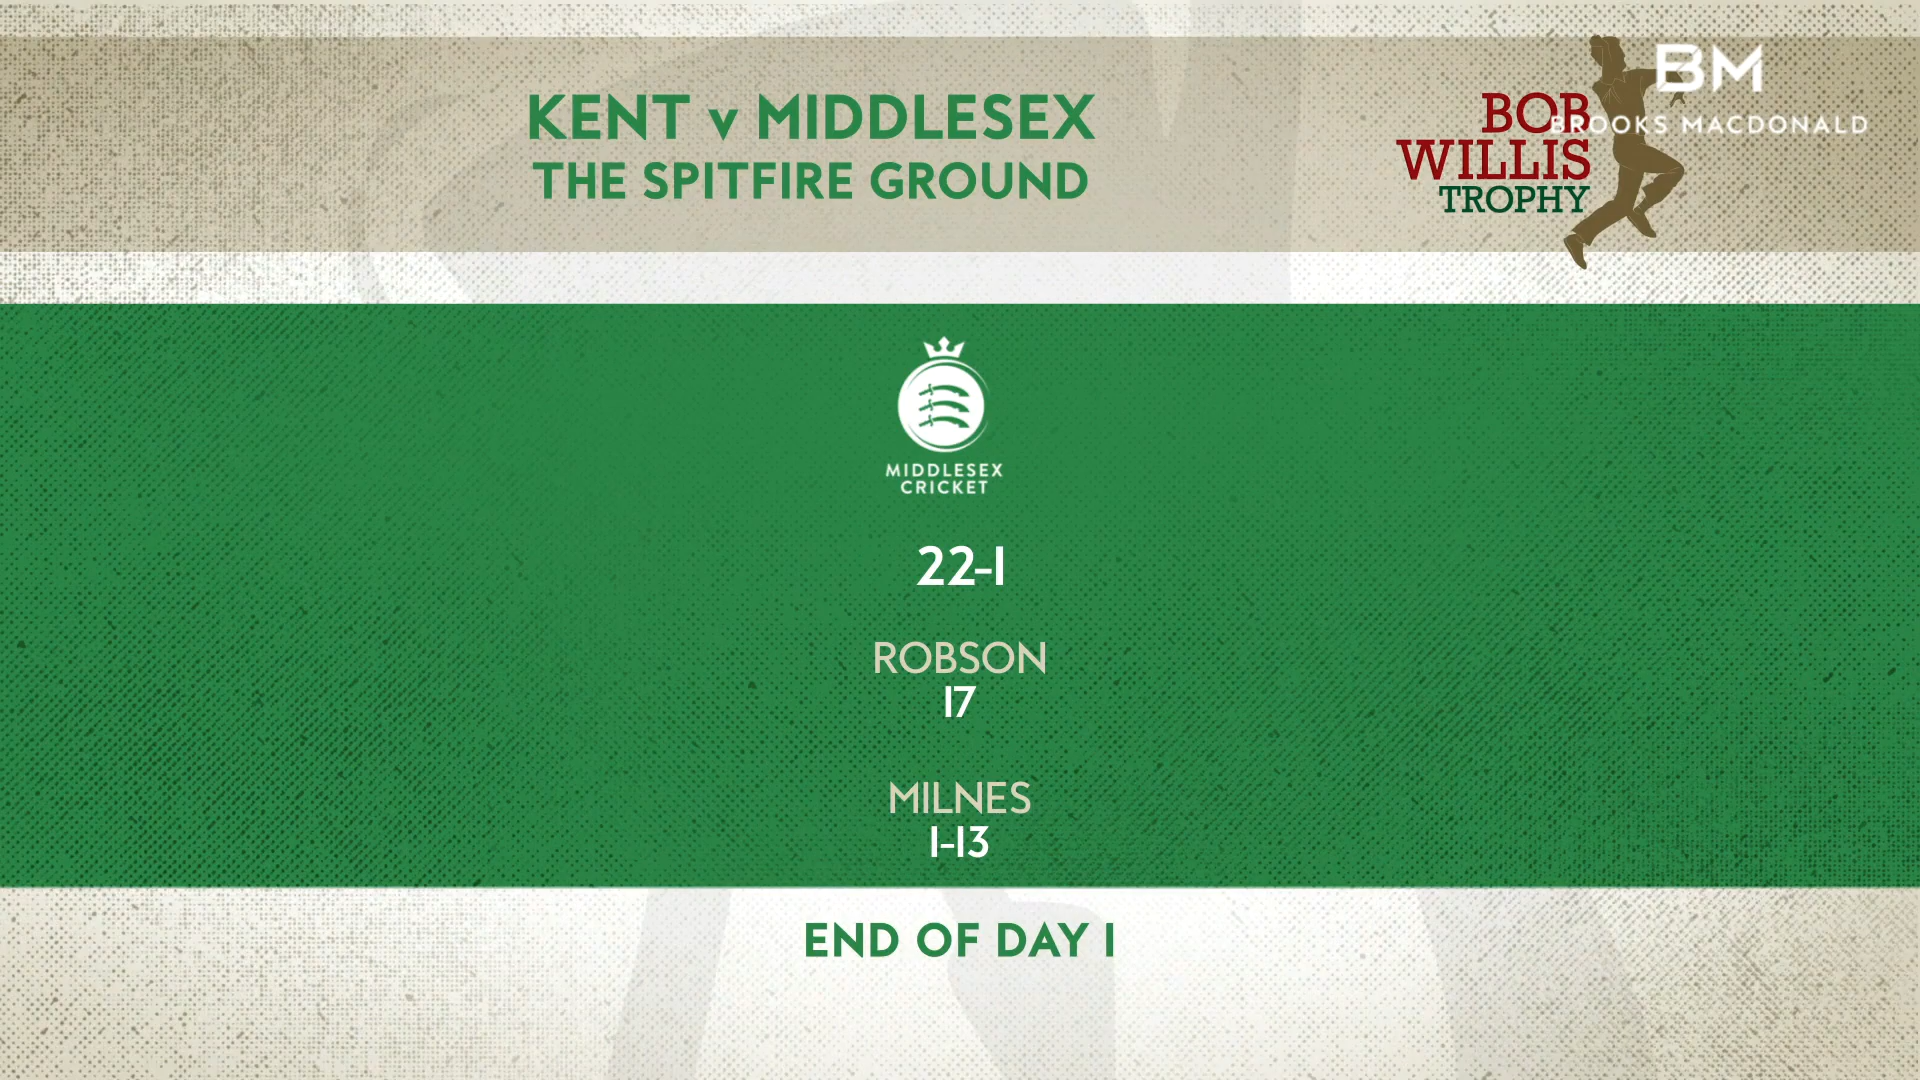 KENT v MIDDLESEX
THE SPITFIRE GROUND
BM
BROOKS MACDONALD
BOB
WILLIS
TROPHY
MIDDLESEX
CRICKET
22-1
ROBSON
17
MILNES
1-13
END OF DAY 1